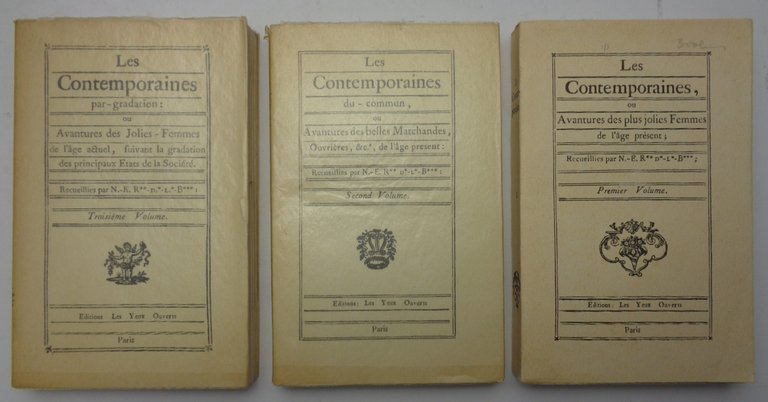 Les
Contemporaines
par-gradation:
ou
Avantures des Jolies-Femmes
de l'âge actuel, suivant la gradation
des principaux Etats de la Société.
Recueillies par N.-E. R** D*-L*-B***:
Troisième Volume.
Editions Les Yeux Ouverts
Paris
Les
Contemporaines
du-commun,
ou
Avantures des belles Marchandes,
Ouvrières, &c.ª, de l'âge present:
Recueillies par N.-E. R** D*-L*-B***:
Second Volume.
Editions Les Yeux Ouverts
Paris
Les
Contemporaines,
ou
Avantures des plus jolies Femmes
de l'âge présent;
Recueillies par N.-E. R** D*-L*-B***;
Premier Volume.
Editions Les Yeux Ouverts
Paris